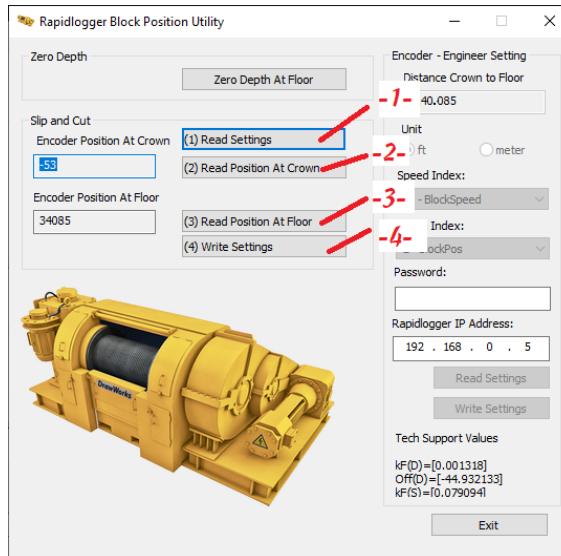 Rapidlogger Block Position Utility
Zero Depth
Zero Depth At Floor
Slip and Cut
Encoder Position At Crown
(1) Read Settings
-1-
-53
(2) Read Position At Crown
-2-
Encoder Position At Floor
34085
(3) Read Position At Floor
-3-
(4) Write Settings
-4-
Encoder - Engineer Setting
Distance Crown to Floor
40.085
Unit
ft
meter
Speed Index:
- BlockSpeed
Index:
BlockPos
Password:
Rapidlogger IP Address:
192 . 168 . 0 . 5
Read Settings
Write Settings
Tech Support Values
kF(D)=[0.001318]
Off(D)=[-44.932133]
kF(S)=[0.079094]
Exit
DrawWorks